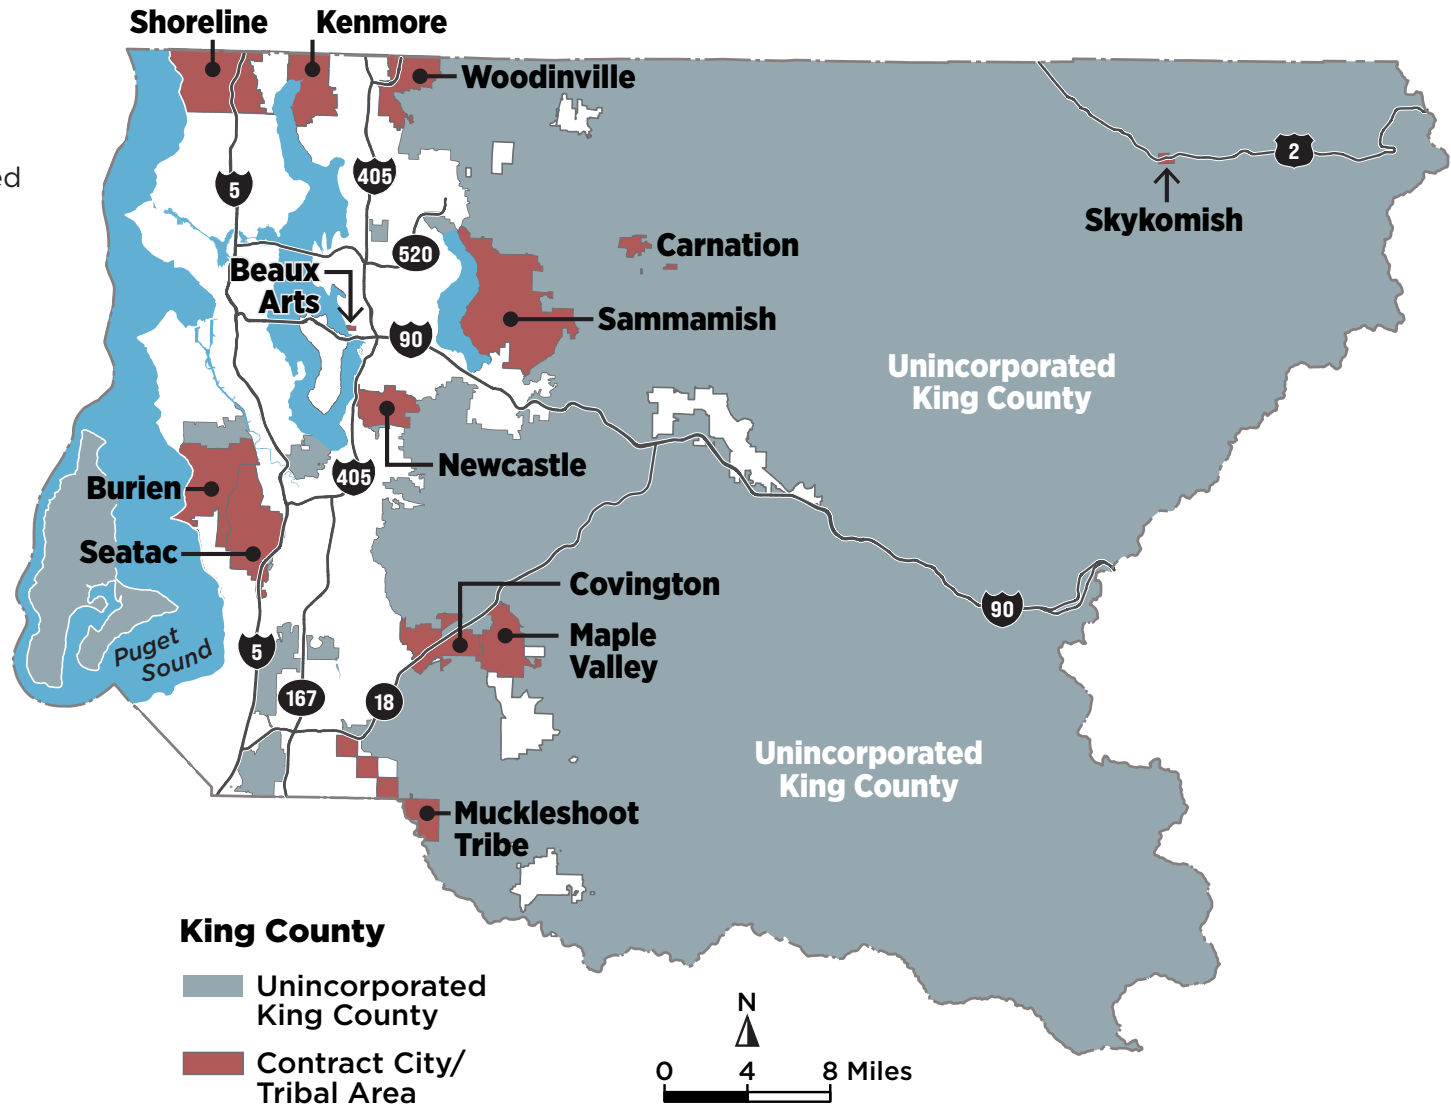 Shoreline
Kenmore
Woodinville
ed
5
405
2
Skykomish
520
Carnation
Beaux
Arts
Sammamish
90
Unincorporated
King County
Newcastle
405
Burien
Seatac
Covington
90
Maple
Valley
Puget
Sound
5
167
18
Unincorporated
King County
Muckleshoot
Tribe
King County
Unincorporated
King County
Contract City/
Tribal Area
N
0 4 8 Miles